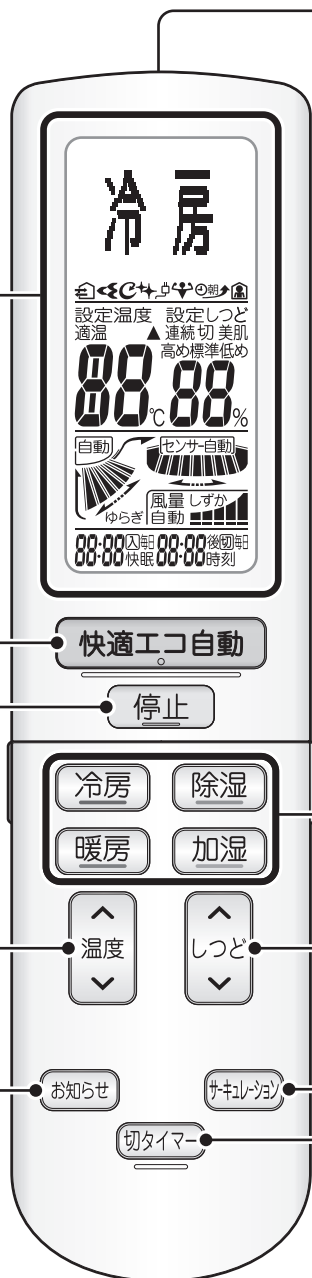 冷房
朝
設定温度 設定しつど
適温 ▲連続切 美肌
高め標準低め
88℃ 88%
自動 センサー自動
ゆらぎ 風量 しずか
自動
88:88 入 毎日 快眠 88:88 後 切 毎日 時刻
快適エコ自動
停止
冷房 除湿
暖房 加湿
温度 しつど
お知らせ サーキュレーション
切タイマー